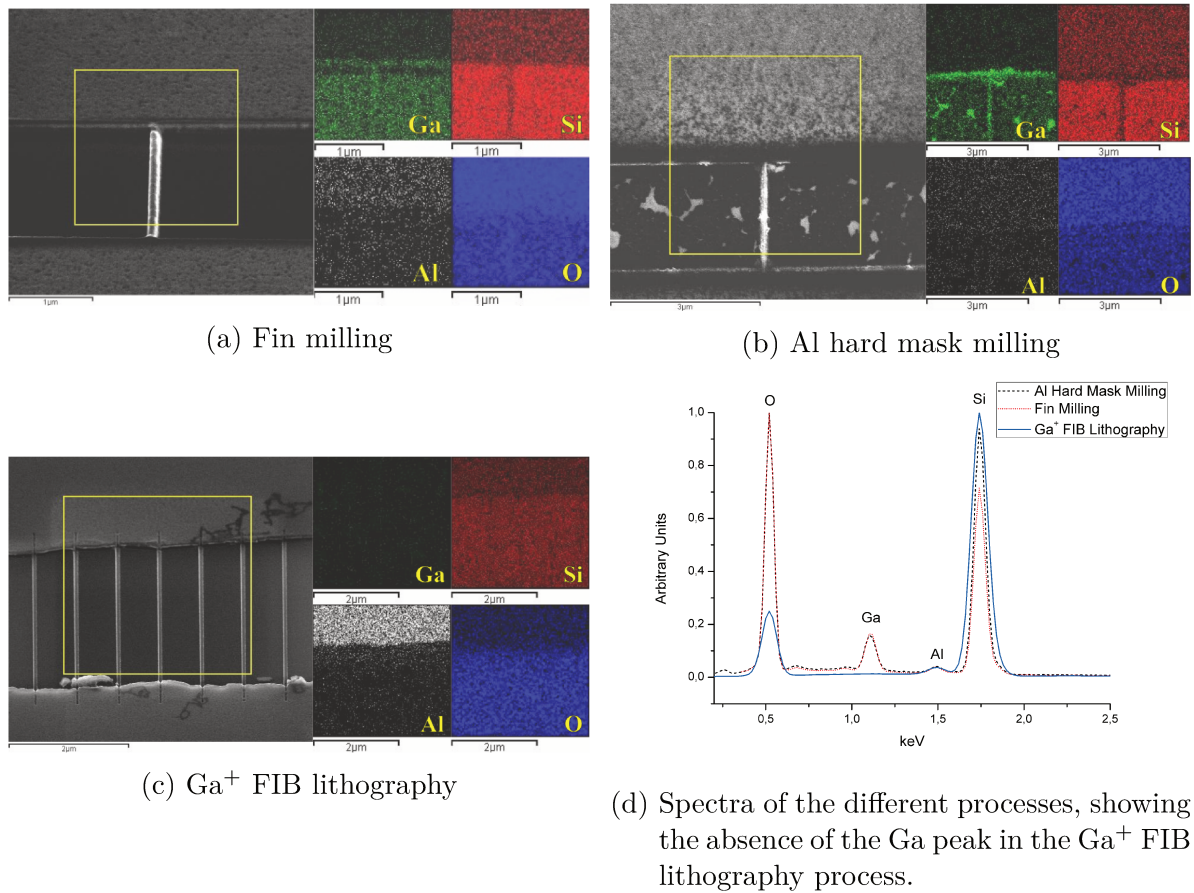 Ga
Si
1µm
1µm
Al
O
1µm
1µm
1µm
(a) Fin milling
Ga
Si
3µm
3µm
Al
O
3µm
3µm
3µm
(b) Al hard mask milling
Ga
Si
2µm
2µm
Al
O
2µm
2µm
2µm
(c) Ga⁺ FIB lithography
Al Hard Mask Milling
Fin Milling
Ga⁺ FIB Lithography
O
Si
Ga
Al
1,0
0,8
0,6
0,4
0,2
0,0
Arbitrary Units
0,5
1,0
1,5
2,0
2,5
keV
(d) Spectra of the different processes, showing
the absence of the Ga peak in the Ga⁺ FIB
lithography process.